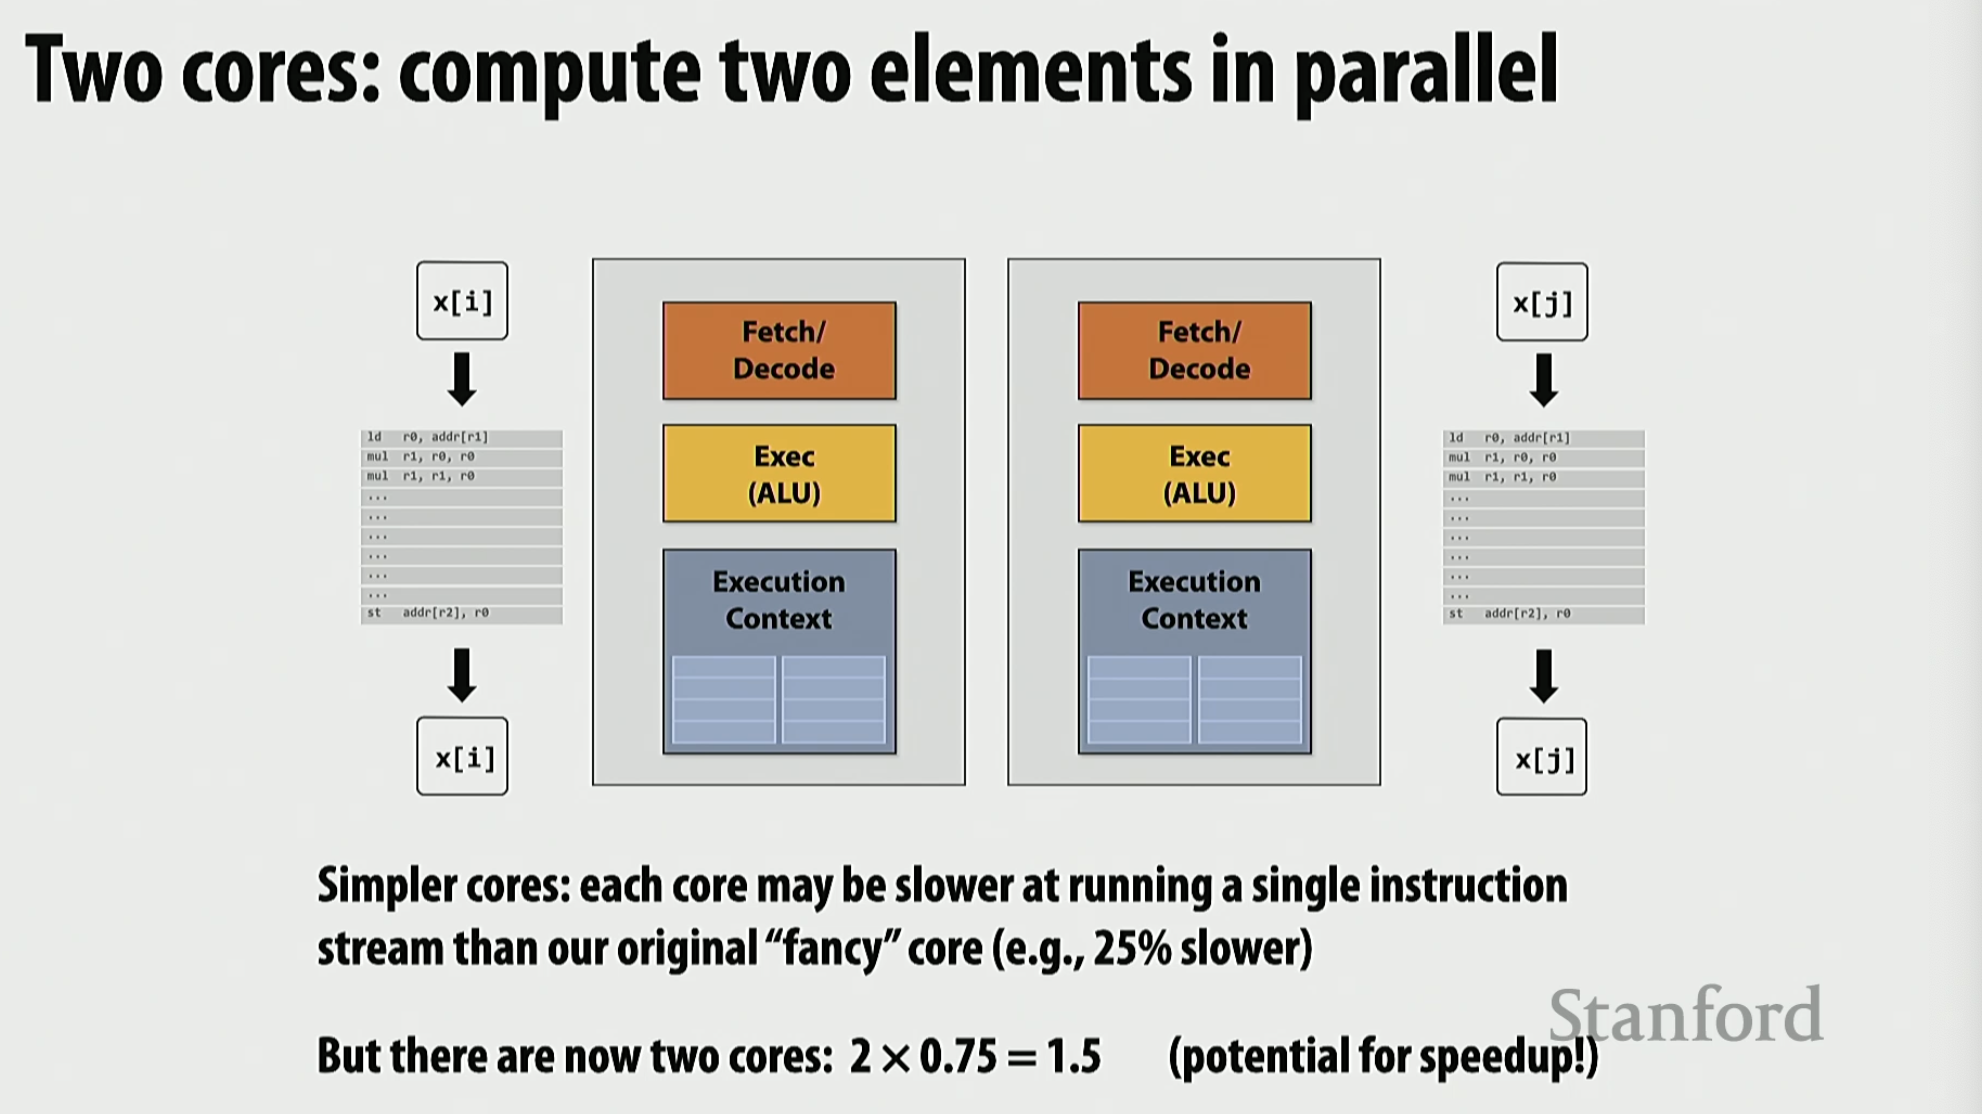 Two cores: compute two elements in parallel
x[i]
ld r0, addr[r1]
mul r1, r0, r0
mul r1, r1, r0
...
...
...
...
...
...
st addr[r2], r0
x[i]
Fetch/
Decode
Exec
(ALU)
Execution
Context
Fetch/
Decode
Exec
(ALU)
Execution
Context
x[j]
ld r0, addr[r1]
mul r1, r0, r0
mul r1, r1, r0
...
...
...
...
...
...
st addr[r2], r0
x[j]
Simpler cores: each core may be slower at running a single instruction
stream than our original “fancy” core (e.g., 25% slower)
But there are now two cores: 2 × 0.75 = 1.5 (potential for speedup!)
Stanford